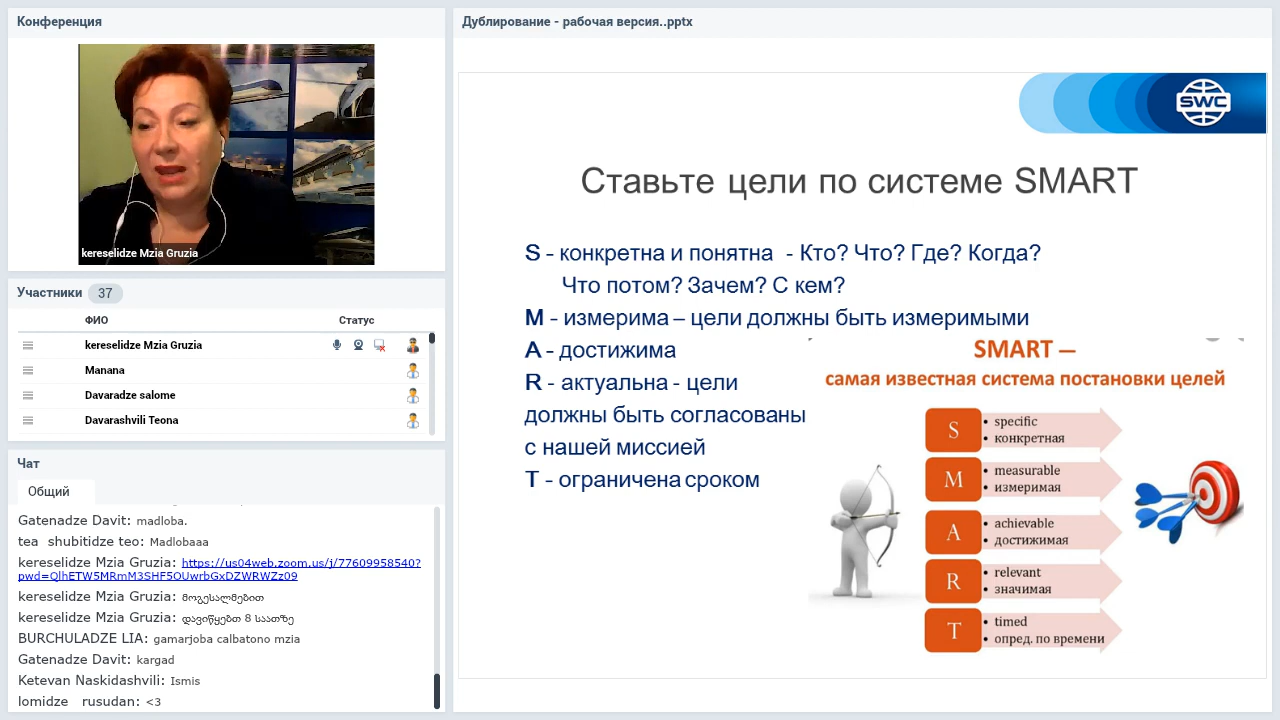 Конференция
kereselidze Mzia Gruzia
Участники 37
ФИО Статус
kereselidze Mzia Gruzia
Manana
Davaradze salome
Davarashvili Teona
Чат
Общий
Gatenadze Davit: madloba.
tea shubitidze teo: Madlobaaa
kereselidze Mzia Gruzia: https://us04web.zoom.us/j/77609958540?
pwd=QlhETW5MRmM3SHF5OUwrbGxDZWRWZz09
kereselidze Mzia Gruzia: მოგესალმებით
kereselidze Mzia Gruzia: დავიწყებთ 8 საათზე
BURCHULADZE LIA: gamarjoba calbatono mzia
Gatenadze Davit: kargad
Ketevan Naskidashvili: Ismis
lomidze rusudan: <3
Дублирование - рабочая версия..pptx
SWC
Ставьте цели по системе SMART
S - конкретна и понятна - Кто? Что? Где? Когда?
Что потом? Зачем? С кем?
M - измерима – цели должны быть измеримыми
A - достижима
R - актуальна - цели
должны быть согласованы
с нашей миссией
T - ограничена сроком
SMART —
самая известная система постановки целей
S
• specific
• конкретная
M
• measurable
• измеримая
A
• achievable
• достижимая
R
• relevant
• значимая
T
• timed
• опред. по времени